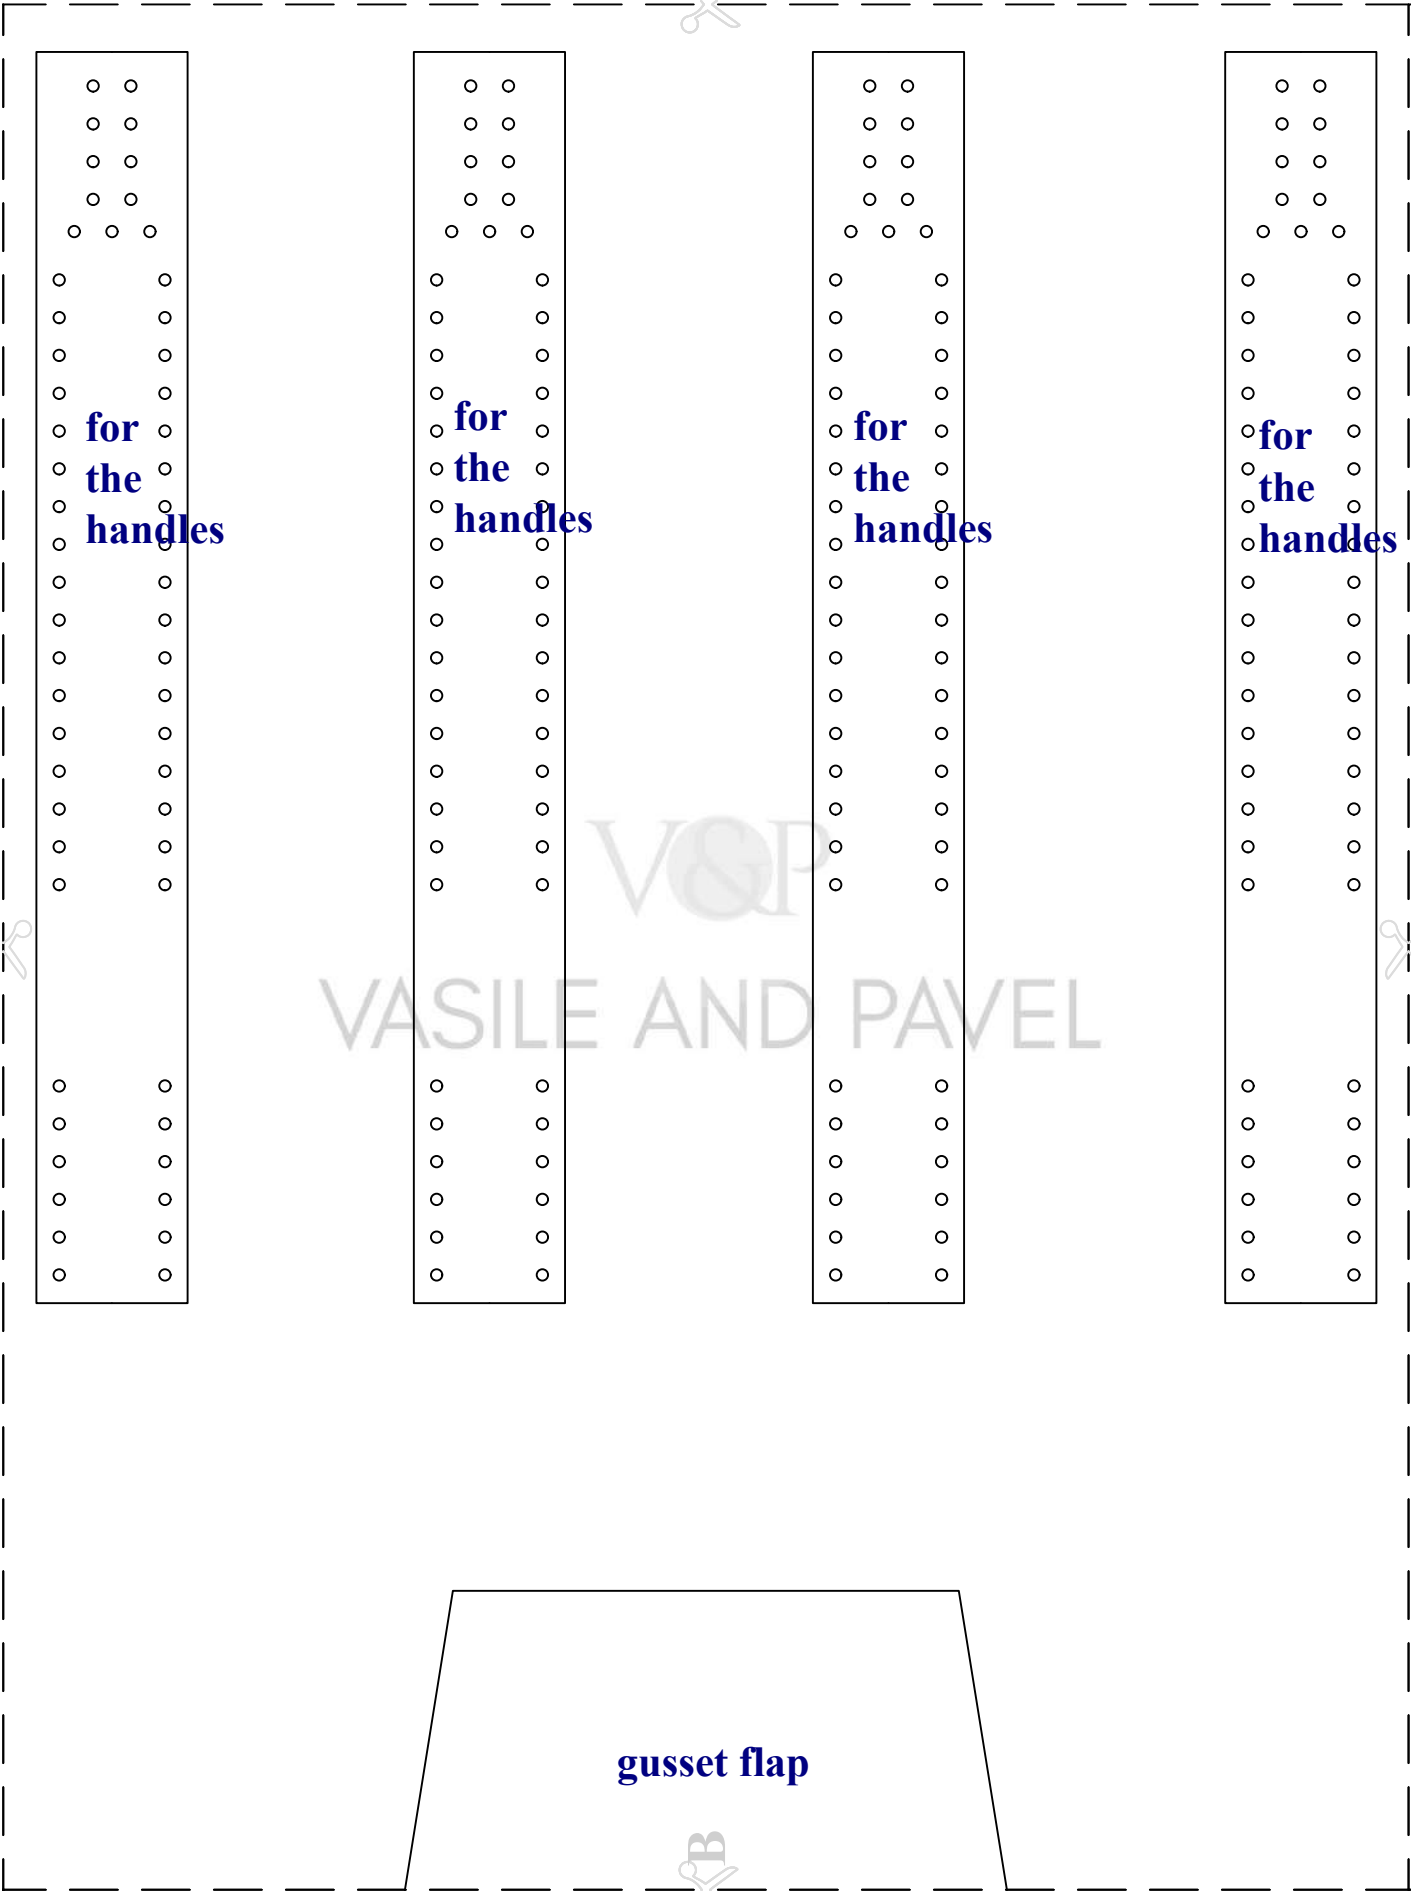 for
the
handles
for
the
handles
for
the
handles
for
the
handles
V&P
VASILE AND PAVEL
gusset flap
B